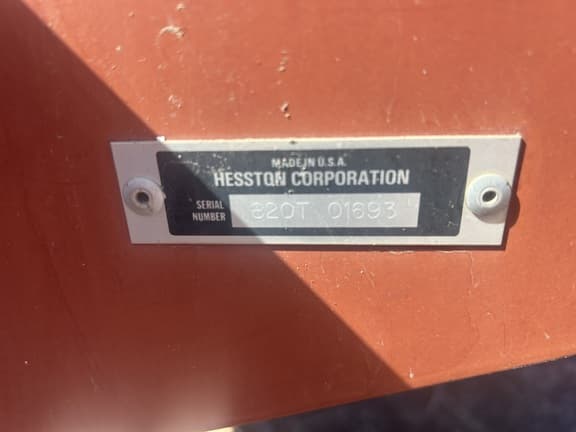 MADE IN U.S.A.
HESSTON CORPORATION
SERIAL NUMBER 820T 01693